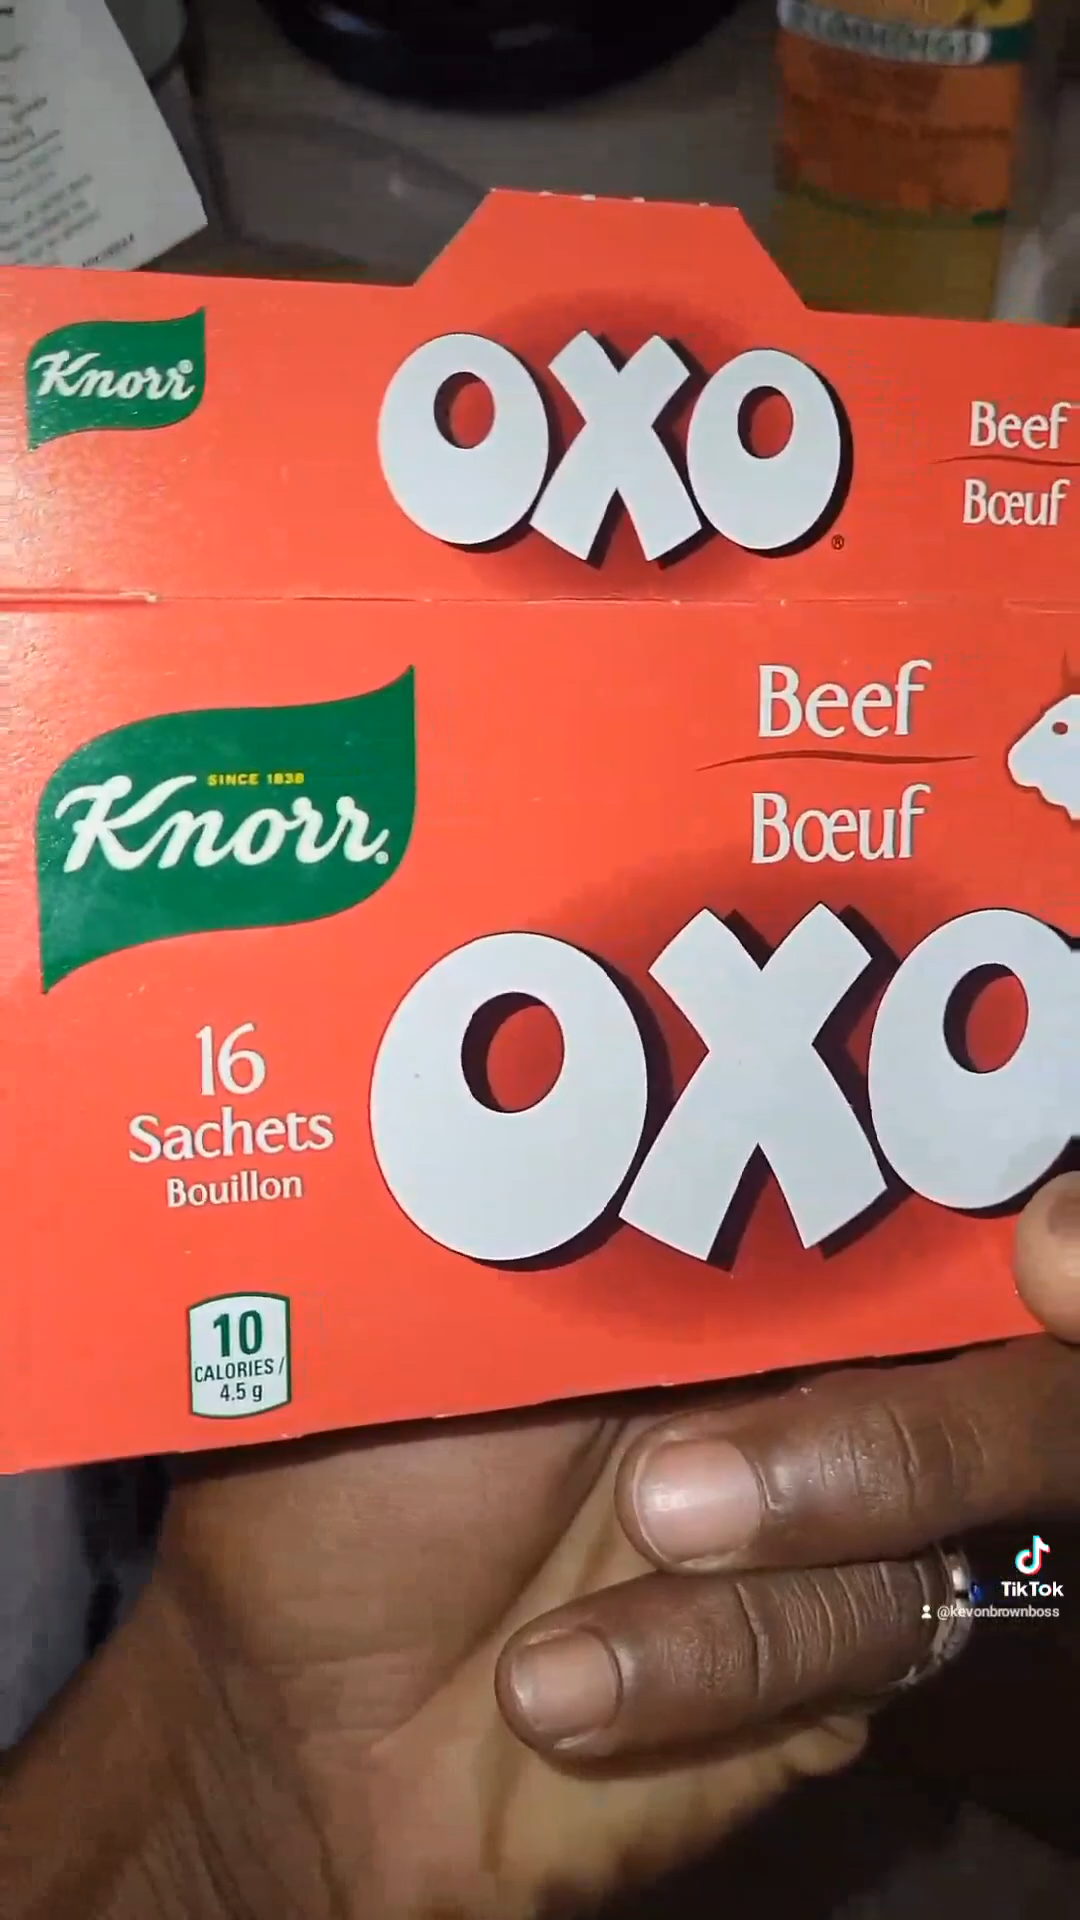 Knorr®
OXO®
Beef
Bœuf
SINCE 1838
Knorr®
Beef
Bœuf
OXO
16
Sachets
Bouillon
10
CALORIES /
4.5 g
TikTok
@kevonbrownboss